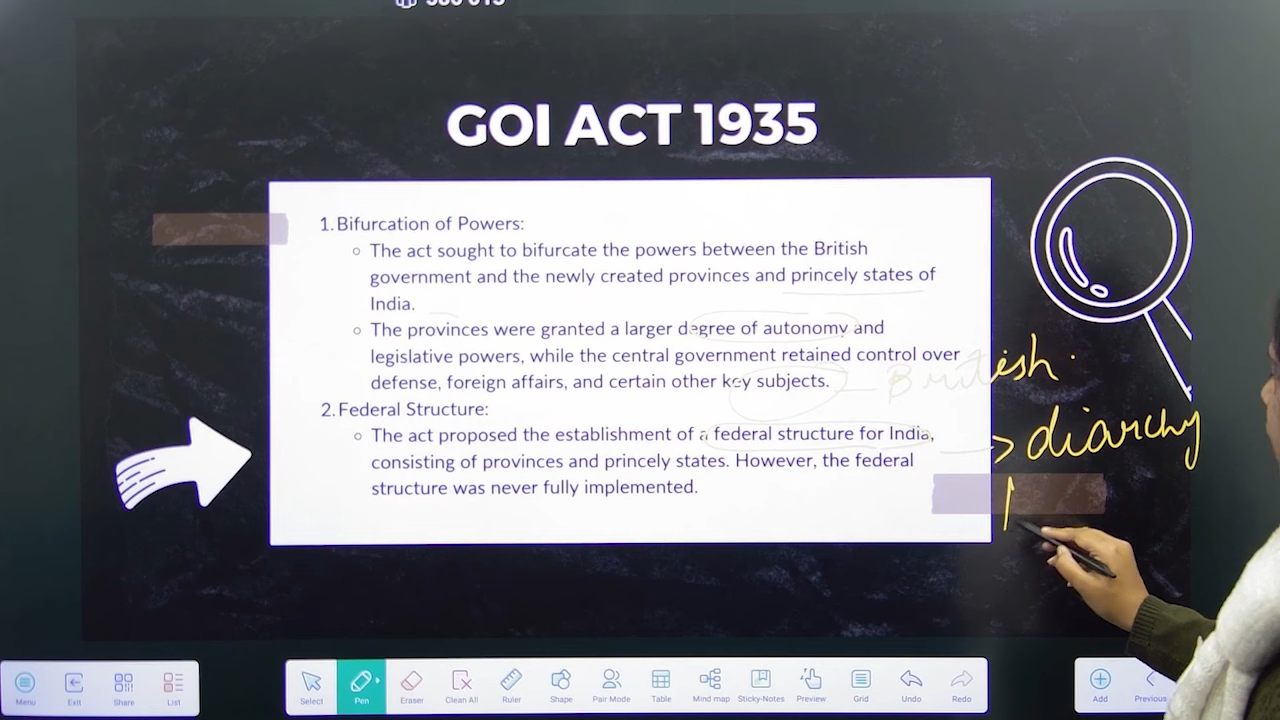 GOI ACT 1935
1. Bifurcation of Powers:
The act sought to bifurcate the powers between the British
government and the newly created provinces and princely states of
India.
The provinces were granted a larger degree of autonomy and
legislative powers, while the central government retained control over
defense, foreign affairs, and certain other key subjects.
British.
2. Federal Structure:
The act proposed the establishment of a federal structure for India,
consisting of provinces and princely states. However, the federal
structure was never fully implemented.
diarchy
Menu Exit Share List
Select Pen Eraser Clean All Ruler Shape Pair Mode Table Mind map Sticky-Notes Preview Grid Undo Redo
Add Previous